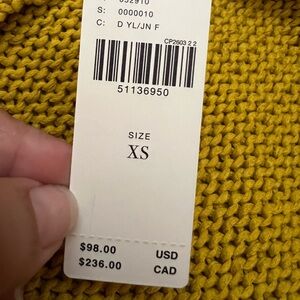 S: 0000010
C: D YL/JN F
CP2603 2 2
51136950
SIZE
XS
$98.00 USD
$236.00 CAD